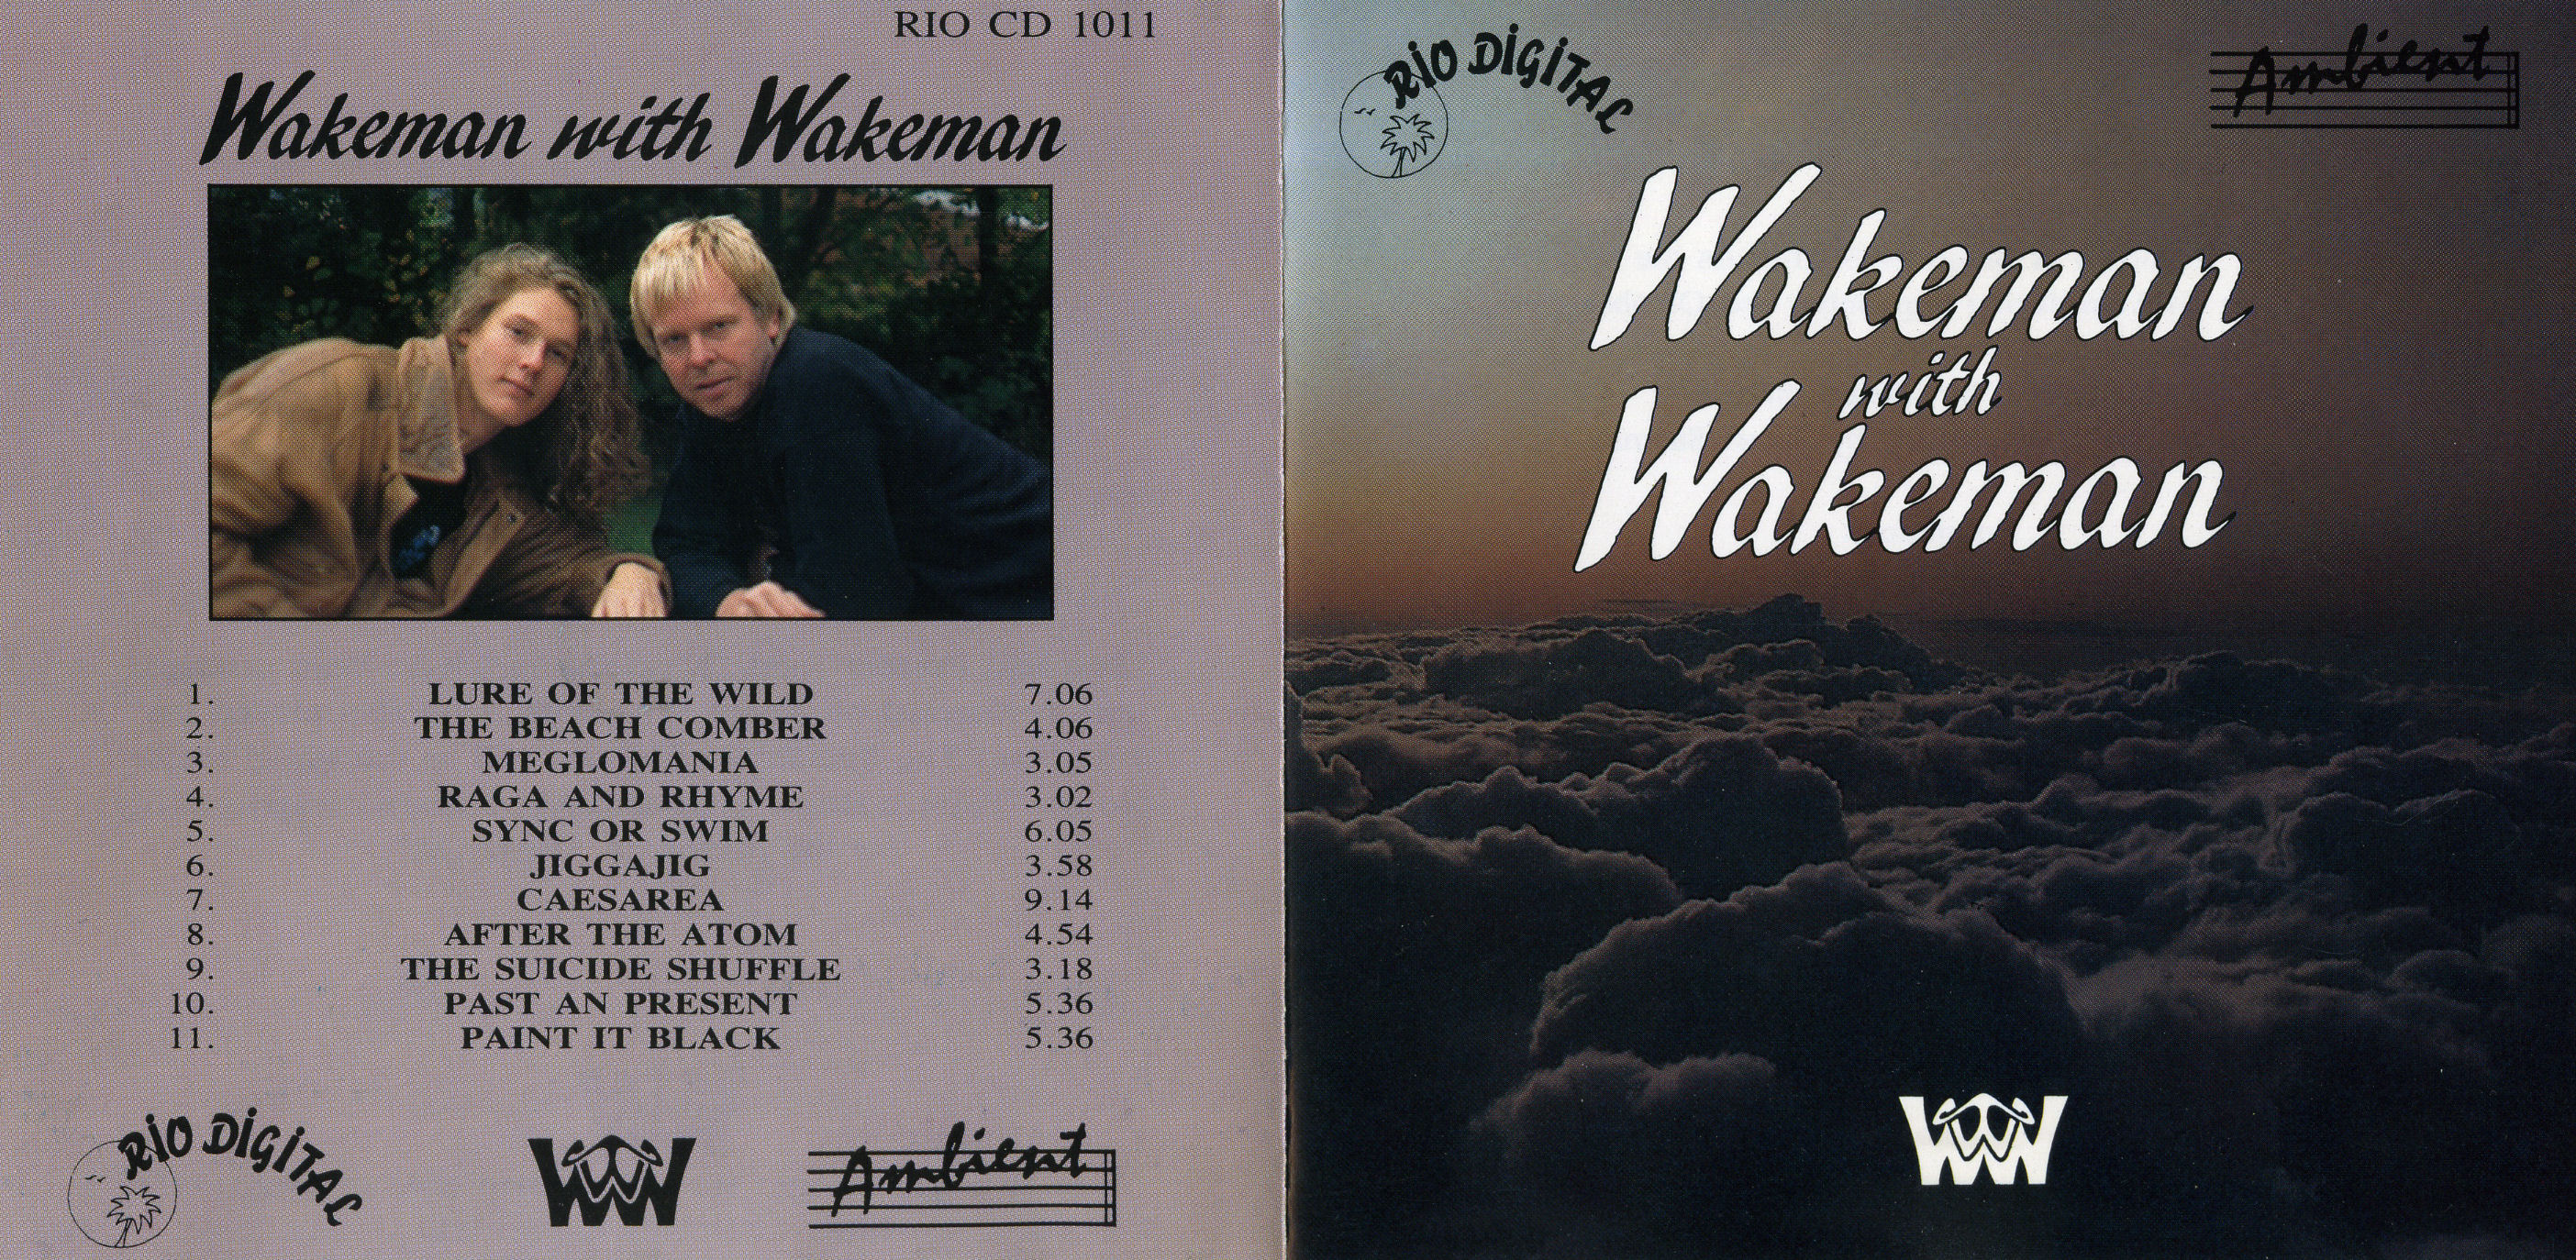 RIO CD 1011
Wakeman with Wakeman
1. LURE OF THE WILD 7.06
2. THE BEACH COMBER 4.06
3. MEGLOMANIA 3.05
4. RAGA AND RHYME 3.02
5. SYNC OR SWIM 6.05
6. JIGGAJIG 3.58
7. CAESAREA 9.14
8. AFTER THE ATOM 4.54
9. THE SUICIDE SHUFFLE 3.18
10. PAST AN PRESENT 5.36
11. PAINT IT BLACK 5.36
RIO DIGITAL
WWW
Ambient
RIO DIGITAL
Ambient
Wakeman
with
Wakeman
WWW